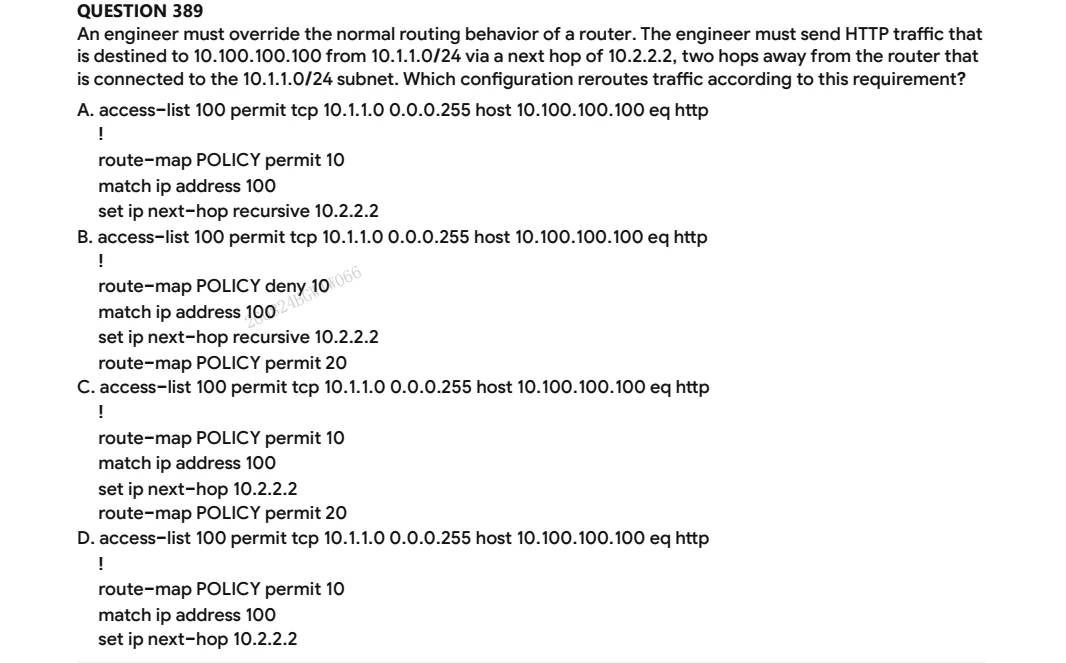 QUESTION 389
An engineer must override the normal routing behavior of a router. The engineer must send HTTP traffic that
is destined to 10.100.100.100 from 10.1.1.0/24 via a next hop of 10.2.2.2, two hops away from the router that
is connected to the 10.1.1.0/24 subnet. Which configuration reroutes traffic according to this requirement?
A. access-list 100 permit tcp 10.1.1.0 0.0.0.255 host 10.100.100.100 eq http
!
route-map POLICY permit 10
match ip address 100
set ip next-hop recursive 10.2.2.2
B. access-list 100 permit tcp 10.1.1.0 0.0.0.255 host 10.100.100.100 eq http
!
route-map POLICY deny 10
match ip address 100
set ip next-hop recursive 10.2.2.2
route-map POLICY permit 20
C. access-list 100 permit tcp 10.1.1.0 0.0.0.255 host 10.100.100.100 eq http
!
route-map POLICY permit 10
match ip address 100
set ip next-hop 10.2.2.2
route-map POLICY permit 20
D. access-list 100 permit tcp 10.1.1.0 0.0.0.255 host 10.100.100.100 eq http
!
route-map POLICY permit 10
match ip address 100
set ip next-hop 10.2.2.2